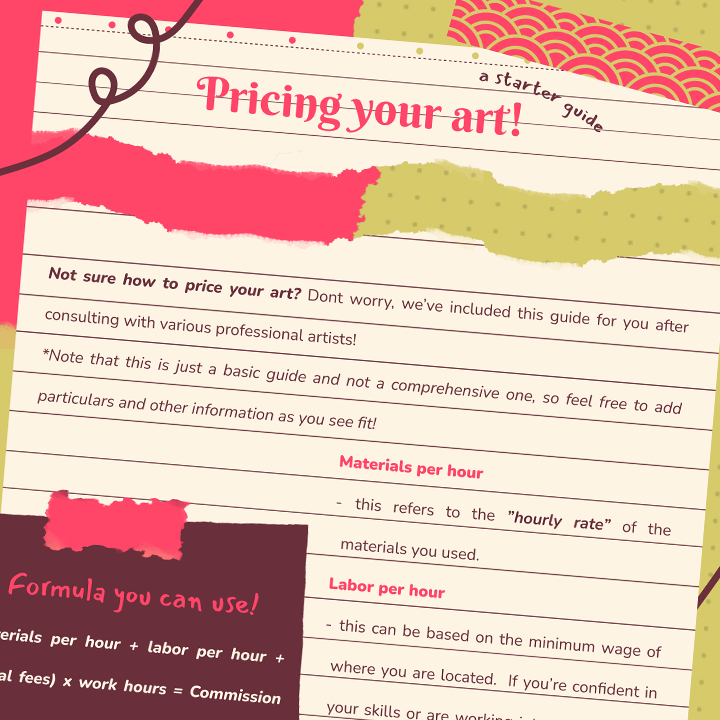 a starter guide
Pricing your art!
Not sure how to price your art? Dont worry, we've included this guide for you after
consulting with various professional artists!
*Note that this is just a basic guide and not a comprehensive one, so feel free to add
particulars and other information as you see fit!
Materials per hour
- this refers to the "hourly rate" of the
materials you used.
Labor per hour
- this can be based on the minimum wage of
where you are located. If you're confident in
your skills or are working
Formula you can use!
per hour + labor per hour +
fees) x work hours = Commission